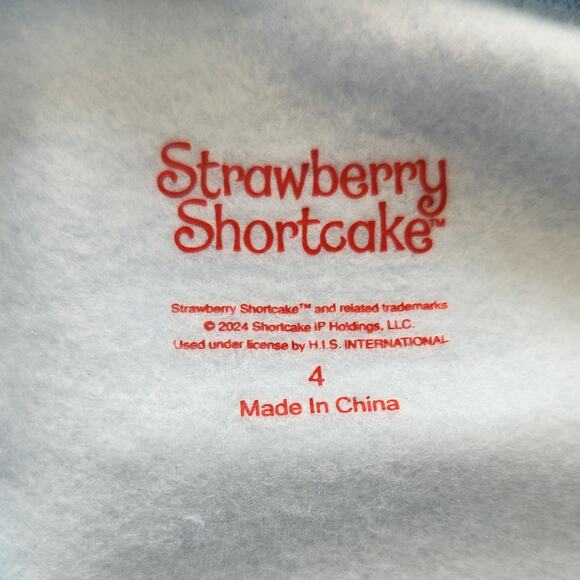 Strawberry
Shortcake™
Strawberry Shortcake™ and related trademarks
© 2024 Shortcake IP Holdings, LLC.
Used under license by H.I.S. INTERNATIONAL
4
Made In China